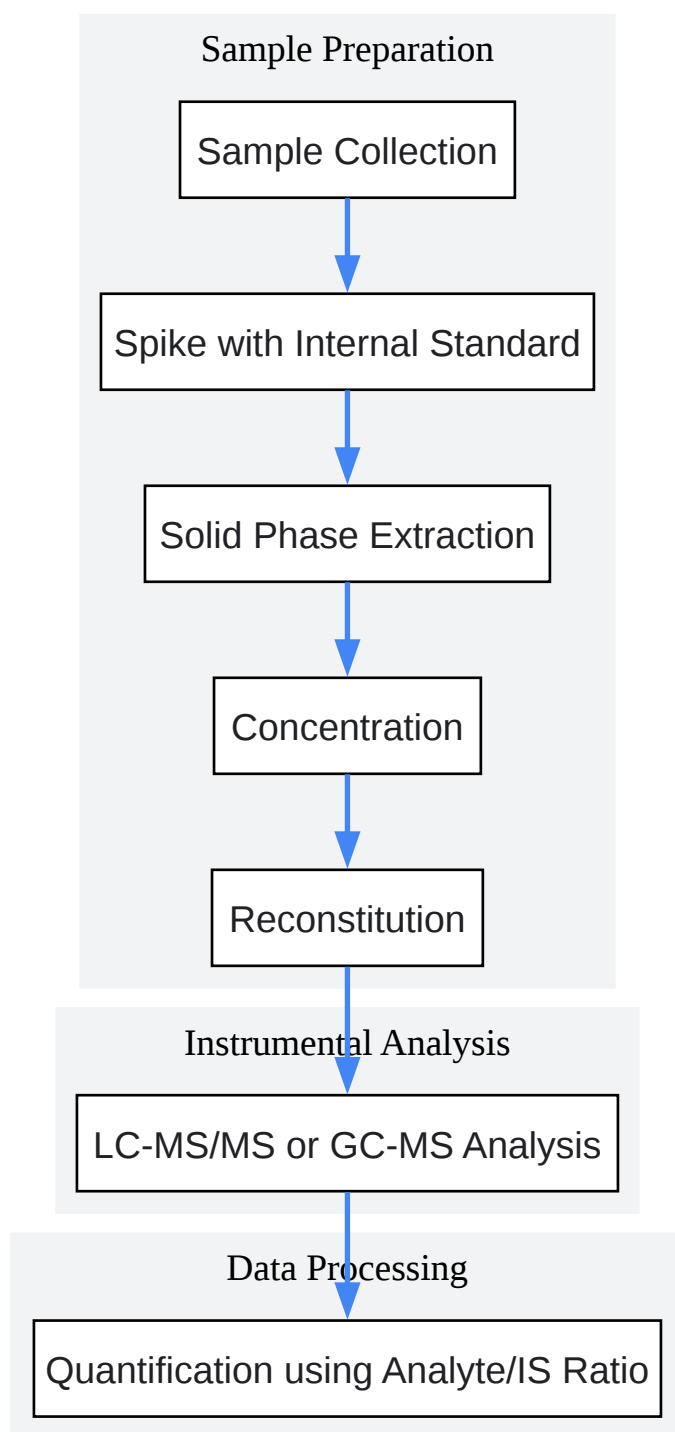 Sample Preparation
Sample Collection
Spike with Internal Standard
Solid Phase Extraction
Concentration
Reconstitution
Instrumental Analysis
LC-MS/MS or GC-MS Analysis
Data Processing
Quantification using Analyte/IS Ratio